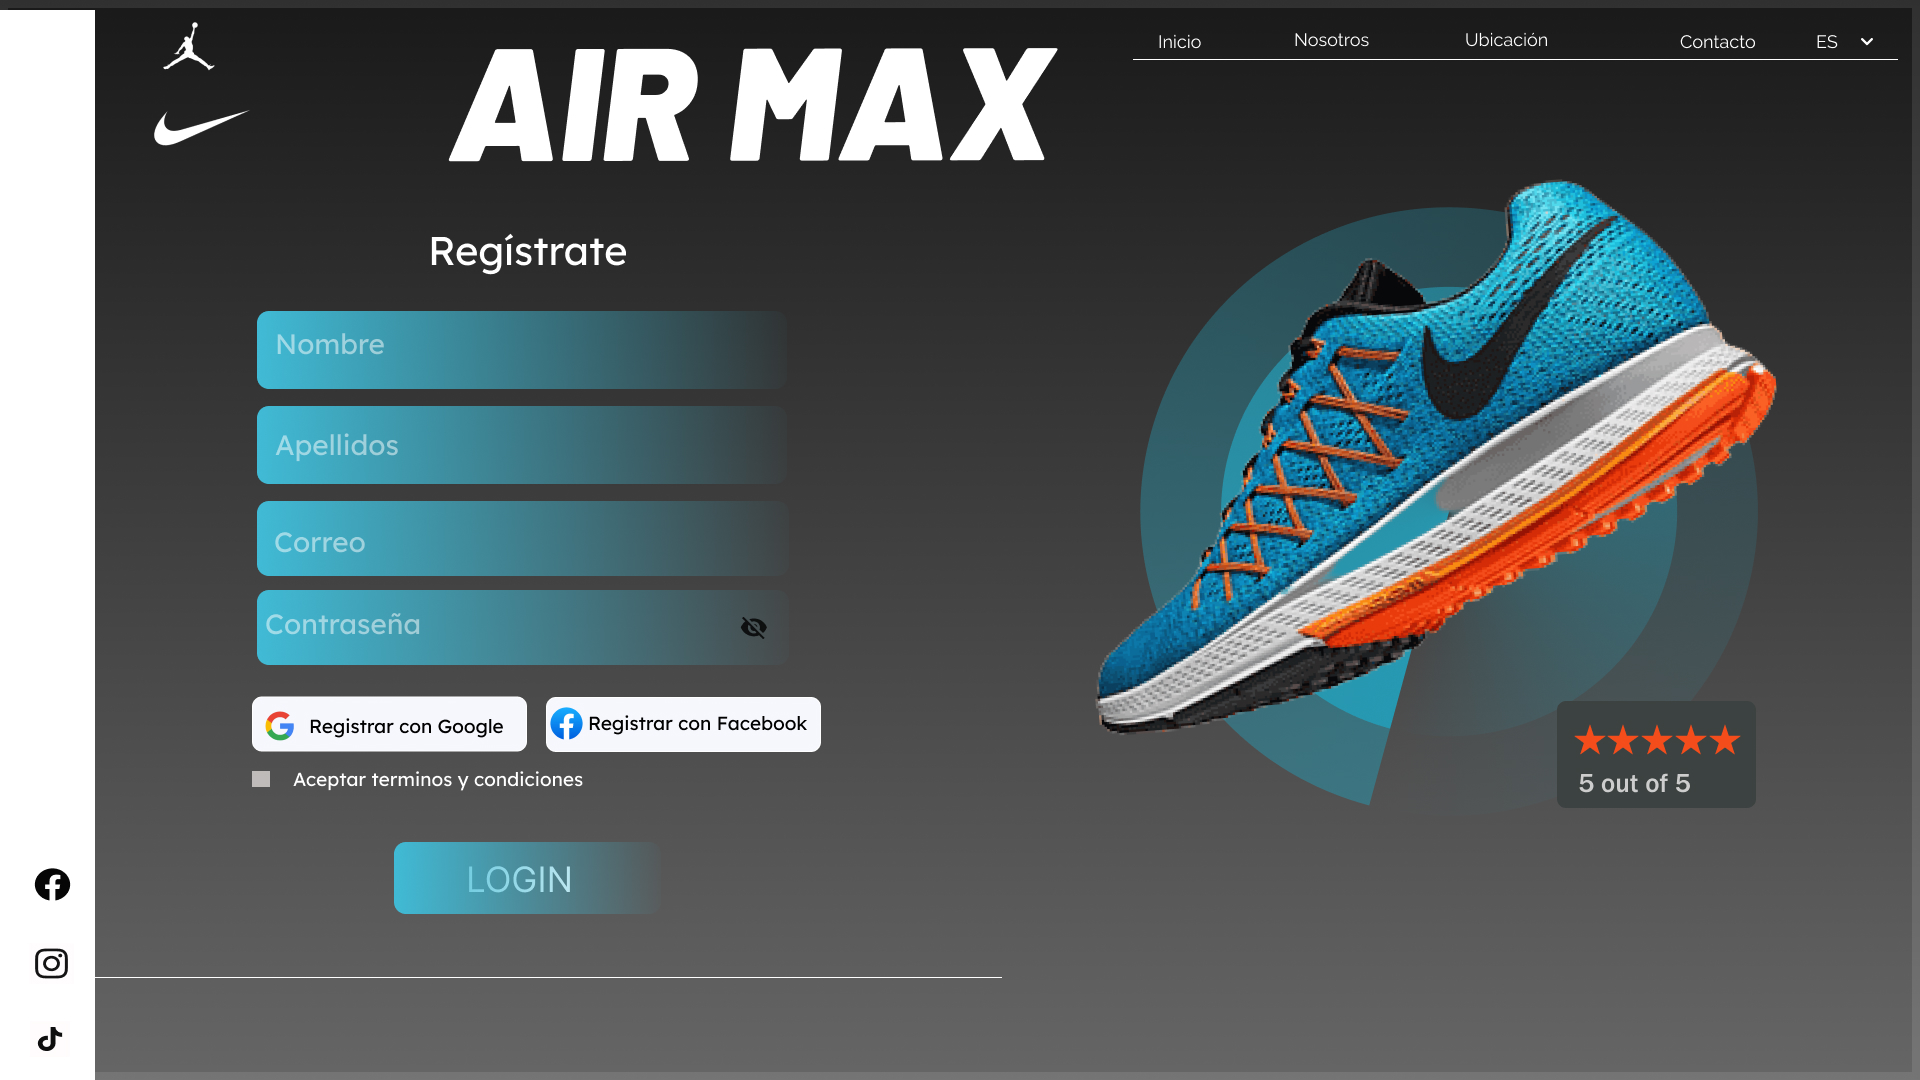 Inicio
Nosotros
Ubicación
Contacto
ES
AIR MAX
Regístrate
Nombre
Apellidos
Correo
Contraseña
Registrar con Google
Registrar con Facebook
Aceptar terminos y condiciones
LOGIN
5 out of 5